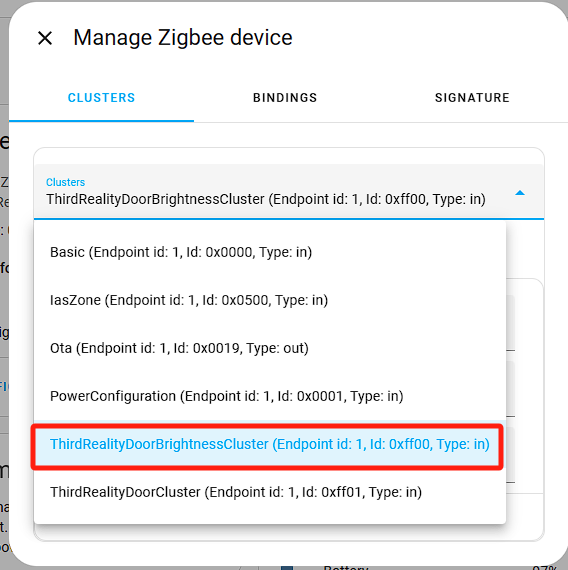 Manage Zigbee device
CLUSTERS BINDINGS SIGNATURE
Clusters
ThirdRealityDoorBrightnessCluster (Endpoint id: 1, Id: 0xff00, Type: in)
Basic (Endpoint id: 1, Id: 0x0000, Type: in)
IasZone (Endpoint id: 1, Id: 0x0500, Type: in)
Ota (Endpoint id: 1, Id: 0x0019, Type: out)
PowerConfiguration (Endpoint id: 1, Id: 0x0001, Type: in)
ThirdRealityDoorBrightnessCluster (Endpoint id: 1, Id: 0xff00, Type: in)
ThirdRealityDoorCluster (Endpoint id: 1, Id: 0xff01, Type: in)